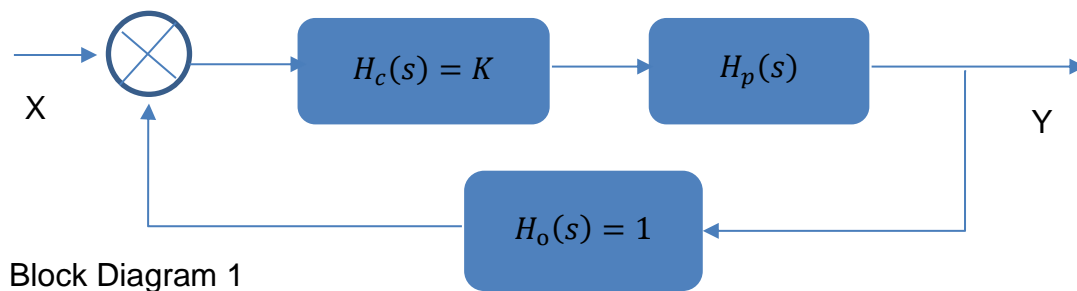 H_c(s) = K
H_p(s)
X
Y
H_o(s) = 1
Block Diagram 1